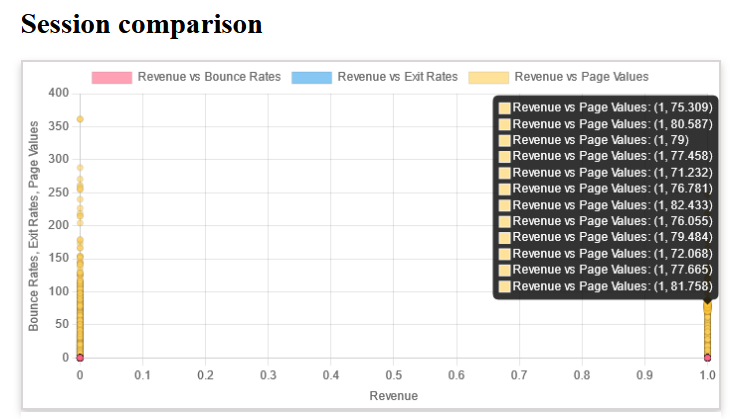 Session comparison
Revenue vs Bounce Rates Revenue vs Exit Rates Revenue vs Page Values
Bounce Rates, Exit Rates, Page Values
400
350
300
250
200
150
100
50
0
Revenue vs Page Values: (1, 75.309)
Revenue vs Page Values: (1, 80.587)
Revenue vs Page Values: (1, 79)
Revenue vs Page Values: (1, 77.458)
Revenue vs Page Values: (1, 71.232)
Revenue vs Page Values: (1, 76.781)
Revenue vs Page Values: (1, 82.433)
Revenue vs Page Values: (1, 76.055)
Revenue vs Page Values: (1, 79.484)
Revenue vs Page Values: (1, 72.068)
Revenue vs Page Values: (1, 77.665)
Revenue vs Page Values: (1, 81.758)
0 0.1 0.2 0.3 0.4 0.5 0.6 0.7 0.8 0.9 1.0
Revenue